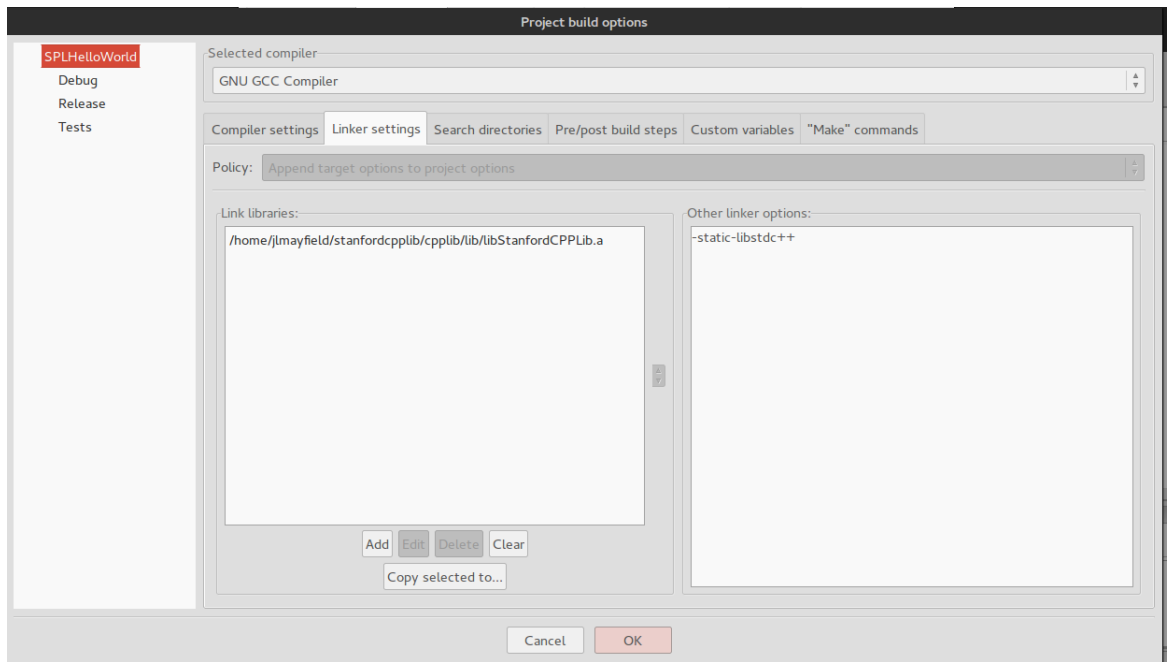 Project build options
SPLHelloWorld
Debug
Release
Tests
Selected compiler
GNU GCC Compiler
Compiler settings
Linker settings
Search directories
Pre/post build steps
Custom variables
"Make" commands
Policy:
Append target options to project options
Link libraries:
/home/jlmayfield/stanfordcpplib/cpplib/lib/libStanfordCPPLib.a
Add
Edit
Delete
Clear
Copy selected to...
Other linker options:
-static-libstdc++
Cancel
OK